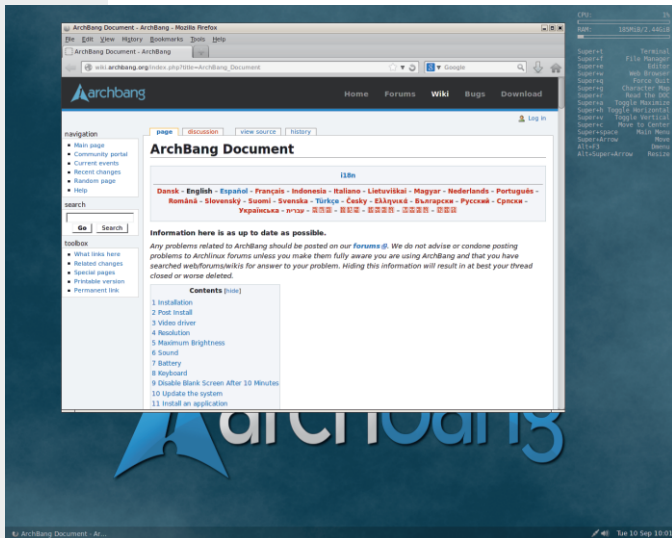 ArchBang Document - ArchBang - Mozilla Firefox
File Edit View History Bookmarks Tools Help
ArchBang Document - ArchBang
wiki.archbang.org/index.php?title=ArchBang_Document
Google
archbang
Home Forums Wiki Bugs Download
Log in
navigation
Main page
Community portal
Current events
Recent changes
Random page
Help
search
Go Search
toolbox
What links here
Related changes
Special pages
Printable version
Permanent link
page discussion view source history
ArchBang Document
i18n
Dansk - English - Español - Français - Indonesia - Italiano - Lietuviškai - Magyar - Nederlands - Português -
Română - Slovenský - Suomi - Svenska - Türkçe - Česky - Ελληνικά - Български - Русский - Српски -
Українська - עברית -
Information here is as up to date as possible.
Any problems related to ArchBang should be posted on our forums. We do not advise or condone posting
problems to Archlinux forums unless you make them fully aware you are using ArchBang and that you have
searched web/forums/wikis for answer to your problem. Hiding this information will result in at best your thread
closed or worse deleted.
Contents [hide]
1 Installation
2 Post Install
3 Video driver
4 Resolution
5 Maximum Brightness
6 Sound
7 Battery
8 Keyboard
9 Disable Blank Screen After 10 Minutes
10 Update the system
11 Install an application
CPU: 3%
RAM: 185MiB/2.44GiB
Super+t Terminal
Super+f File Manager
Super+e Editor
Super+w Web Browser
Super+q Force Quit
Super+g Character Map
Super+r Read the DOC
Super+a Toggle Maximize
Super+h Toggle Horizontal
Super+v Toggle Vertical
Super+c Move to Center
Super+space Main Menu
Super+Arrow Move
Alt+F3 Dmenu
Alt+Super+Arrow Resize
archbang
ArchBang Document - Ar...
Tue 10 Sep 10:01